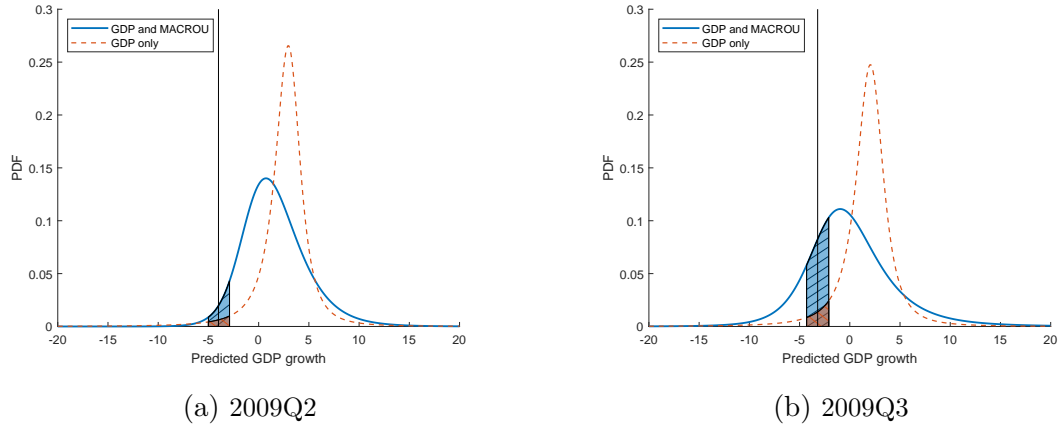 0.3
GDP and MACROU
GDP only
0.25
0.2
PDF
0.15
0.1
0.05
0
-20 -15 -10 -5 0 5 10 15 20
Predicted GDP growth
(a) 2009Q2
0.3
GDP and MACROU
GDP only
0.25
0.2
PDF
0.15
0.1
0.05
0
-20 -15 -10 -5 0 5 10 15 20
Predicted GDP growth
(b) 2009Q3